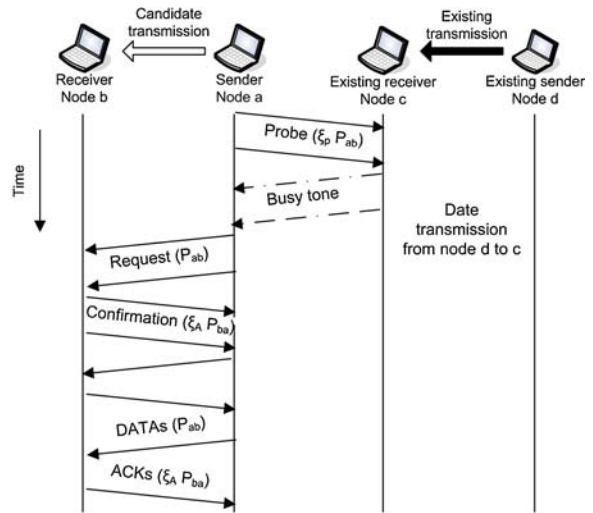 Candidate
transmission
Existing
transmission
Receiver
Node b
Sender
Node a
Existing receiver
Node c
Existing sender
Node d
Time
Probe (ξp Pab)
Busy tone
Date
transmission
from node d to c
Request (Pab)
Confirmation (ξA Pba)
DATAs (Pab)
ACKs (ξA Pba)